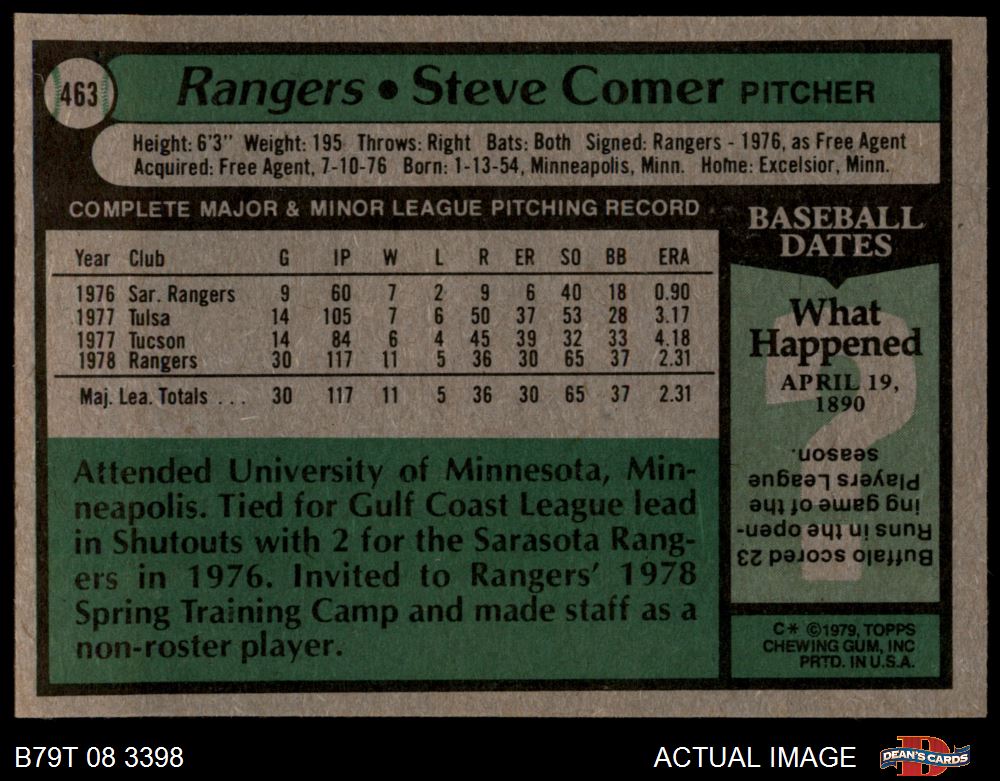 463
Rangers • Steve Comer PITCHER
Height: 6'3" Weight: 195 Throws: Right Bats: Both Signed: Rangers - 1976, as Free Agent
Acquired: Free Agent, 7-10-76 Born: 1-13-54, Minneapolis, Minn. Home: Excelsior, Minn.
COMPLETE MAJOR & MINOR LEAGUE PITCHING RECORD
Year Club G IP W L R ER SO BB ERA
1976 Sar. Rangers 9 60 7 2 9 6 40 18 0.90
1977 Tulsa 14 105 7 6 50 37 53 28 3.17
1977 Tucson 14 84 6 4 45 39 32 33 4.18
1978 Rangers 30 117 11 5 36 30 65 37 2.31
Maj. Lea. Totals ... 30 117 11 5 36 30 65 37 2.31
Attended University of Minnesota, Min-
neapolis. Tied for Gulf Coast League lead
in Shutouts with 2 for the Sarasota Rang-
ers in 1976. Invited to Rangers' 1978
Spring Training Camp and made staff as a
non-roster player.
BASEBALL
DATES
What
Happened
APRIL 19,
1890
?
Buffalo scored 23
Runs in the open-
ing game of the
Players League
season.
C* ©1979, TOPPS
CHEWING GUM, INC
PRTD. IN U.S.A.
B79T 08 3398
ACTUAL IMAGE
DEAN'S CARDS